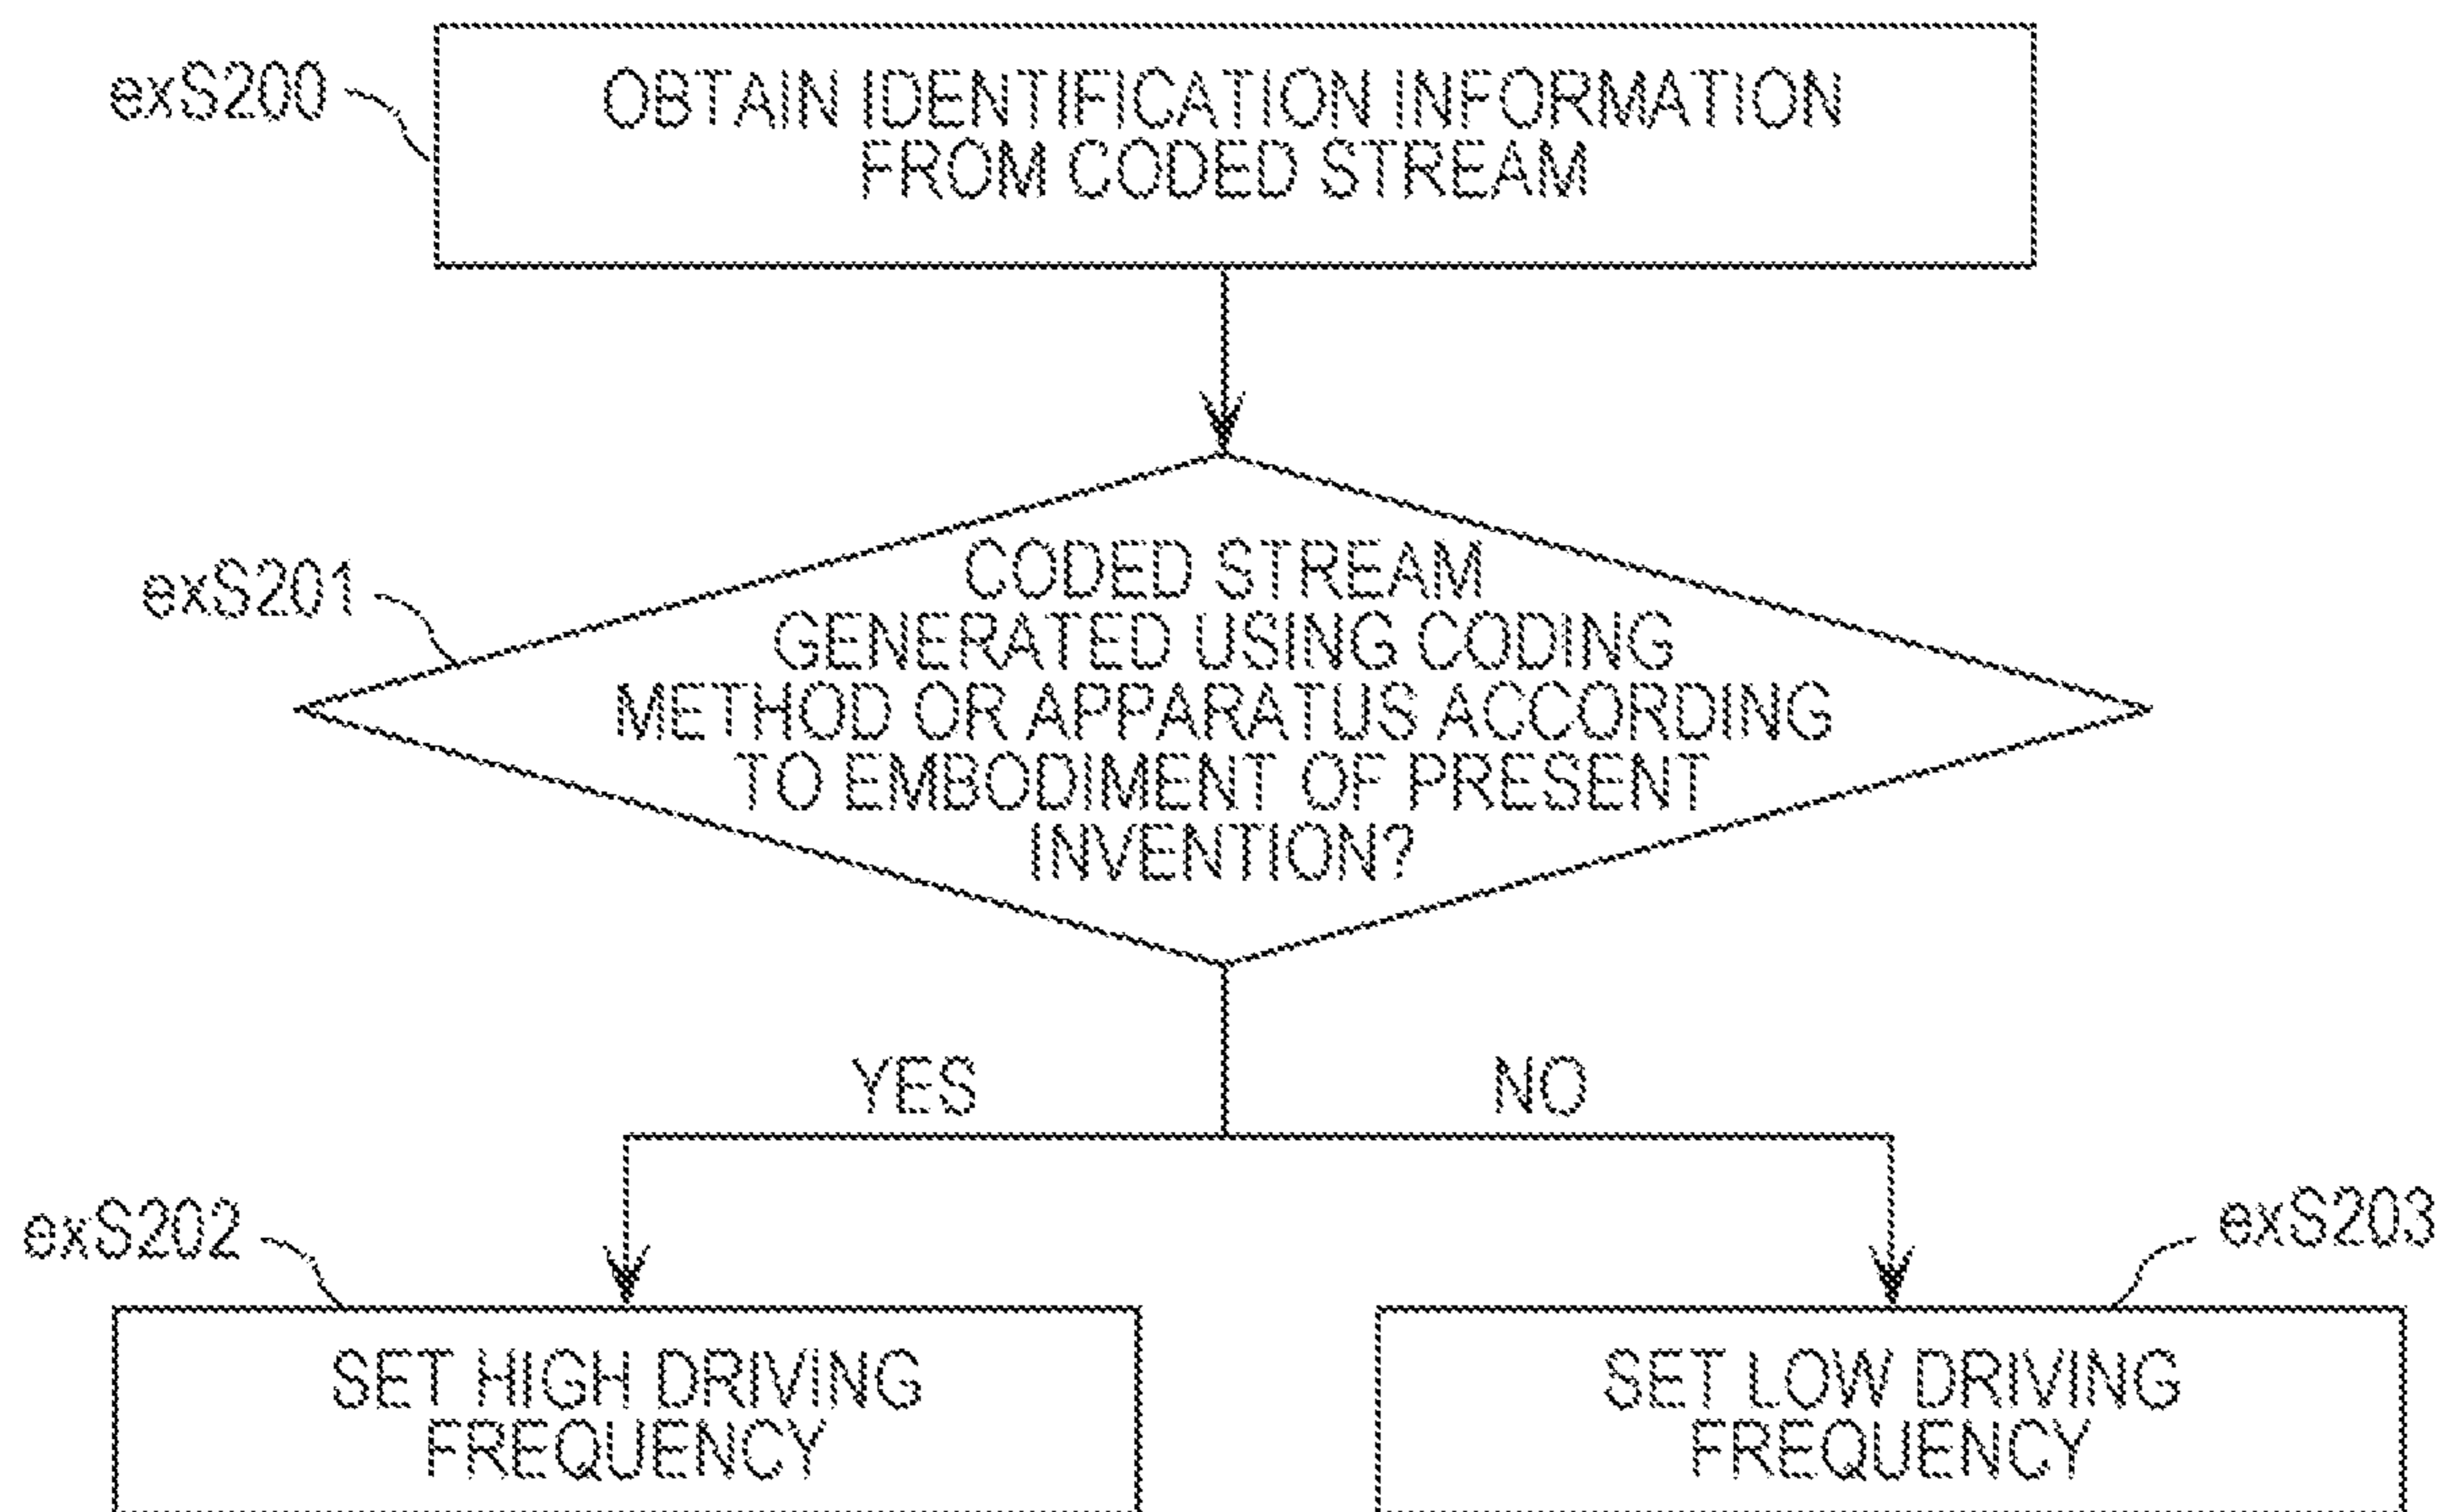 exS200
OBTAIN IDENTIFICATION INFORMATION
FROM CODED STREAM
exS201
CODED STREAM
GENERATED USING CODING
METHOD OR APPARATUS ACCORDING
TO EMBODIMENT OF PRESENT
INVENTION?
YES
NO
exS202
SET HIGH DRIVING
FREQUENCY
exS203
SET LOW DRIVING
FREQUENCY